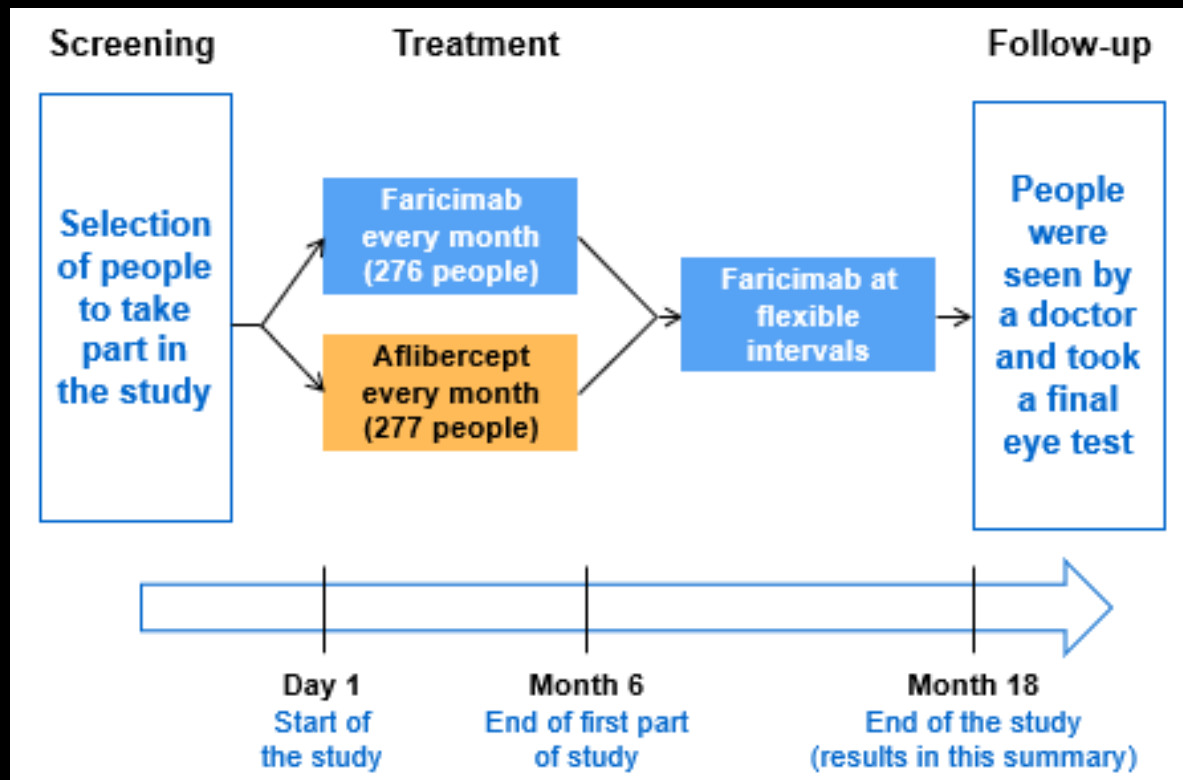 Screening
Treatment
Follow-up
Selection
of people
to take
part in
the study
Faricimab
every month
(276 people)
Aflibercept
every month
(277 people)
Faricimab at
flexible
intervals
People
were
seen by
a doctor
and took
a final
eye test
Day 1
Start of
the study
Month 6
End of first part
of study
Month 18
End of the study
(results in this summary)